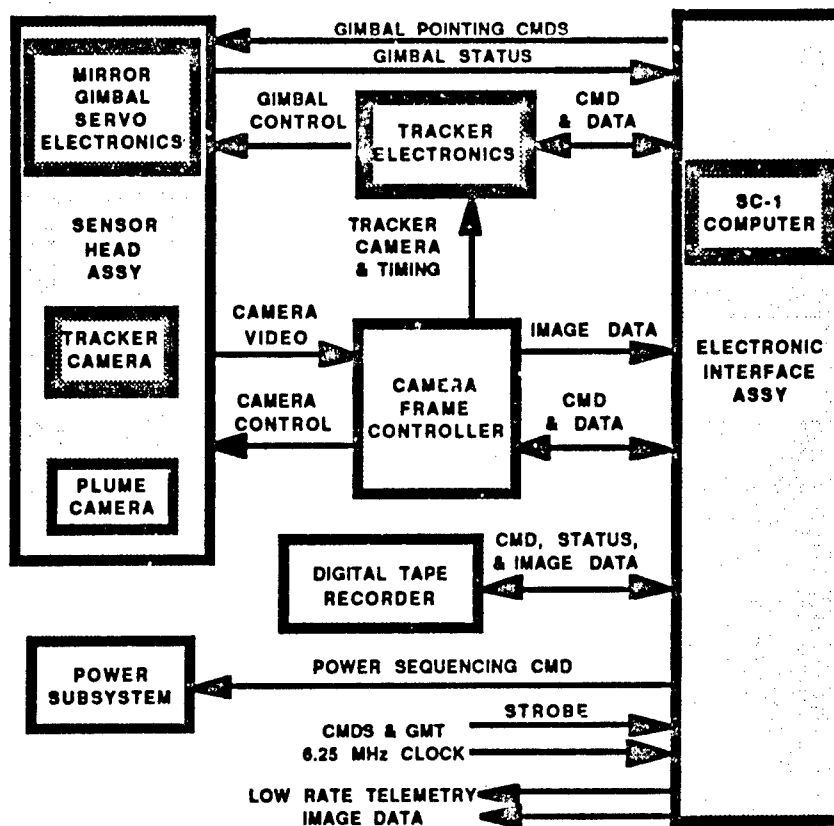 GIMBAL POINTING CMDS
GIMBAL STATUS
MIRROR
GIMBAL
SERVO
ELECTRONICS
GIMBAL
CONTROL
TRACKER
ELECTRONICS
CMD
& DATA
SC-1
COMPUTER
SENSOR
HEAD
ASSY
TRACKER
CAMERA
& TIMING
TRACKER
CAMERA
CAMERA
VIDEO
IMAGE DATA
ELECTRONIC
INTERFACE
ASSY
CAMERA
FRAME
CONTROLLER
CAMERA
CONTROL
CMD
& DATA
PLUME
CAMERA
DIGITAL TAPE
RECORDER
CMD, STATUS,
& IMAGE DATA
POWER
SUBSYSTEM
POWER SEQUENCING CMD
STROBE
CMDS & GMT
6.25 MHz CLOCK
LOW RATE TELEMETRY
IMAGE DATA